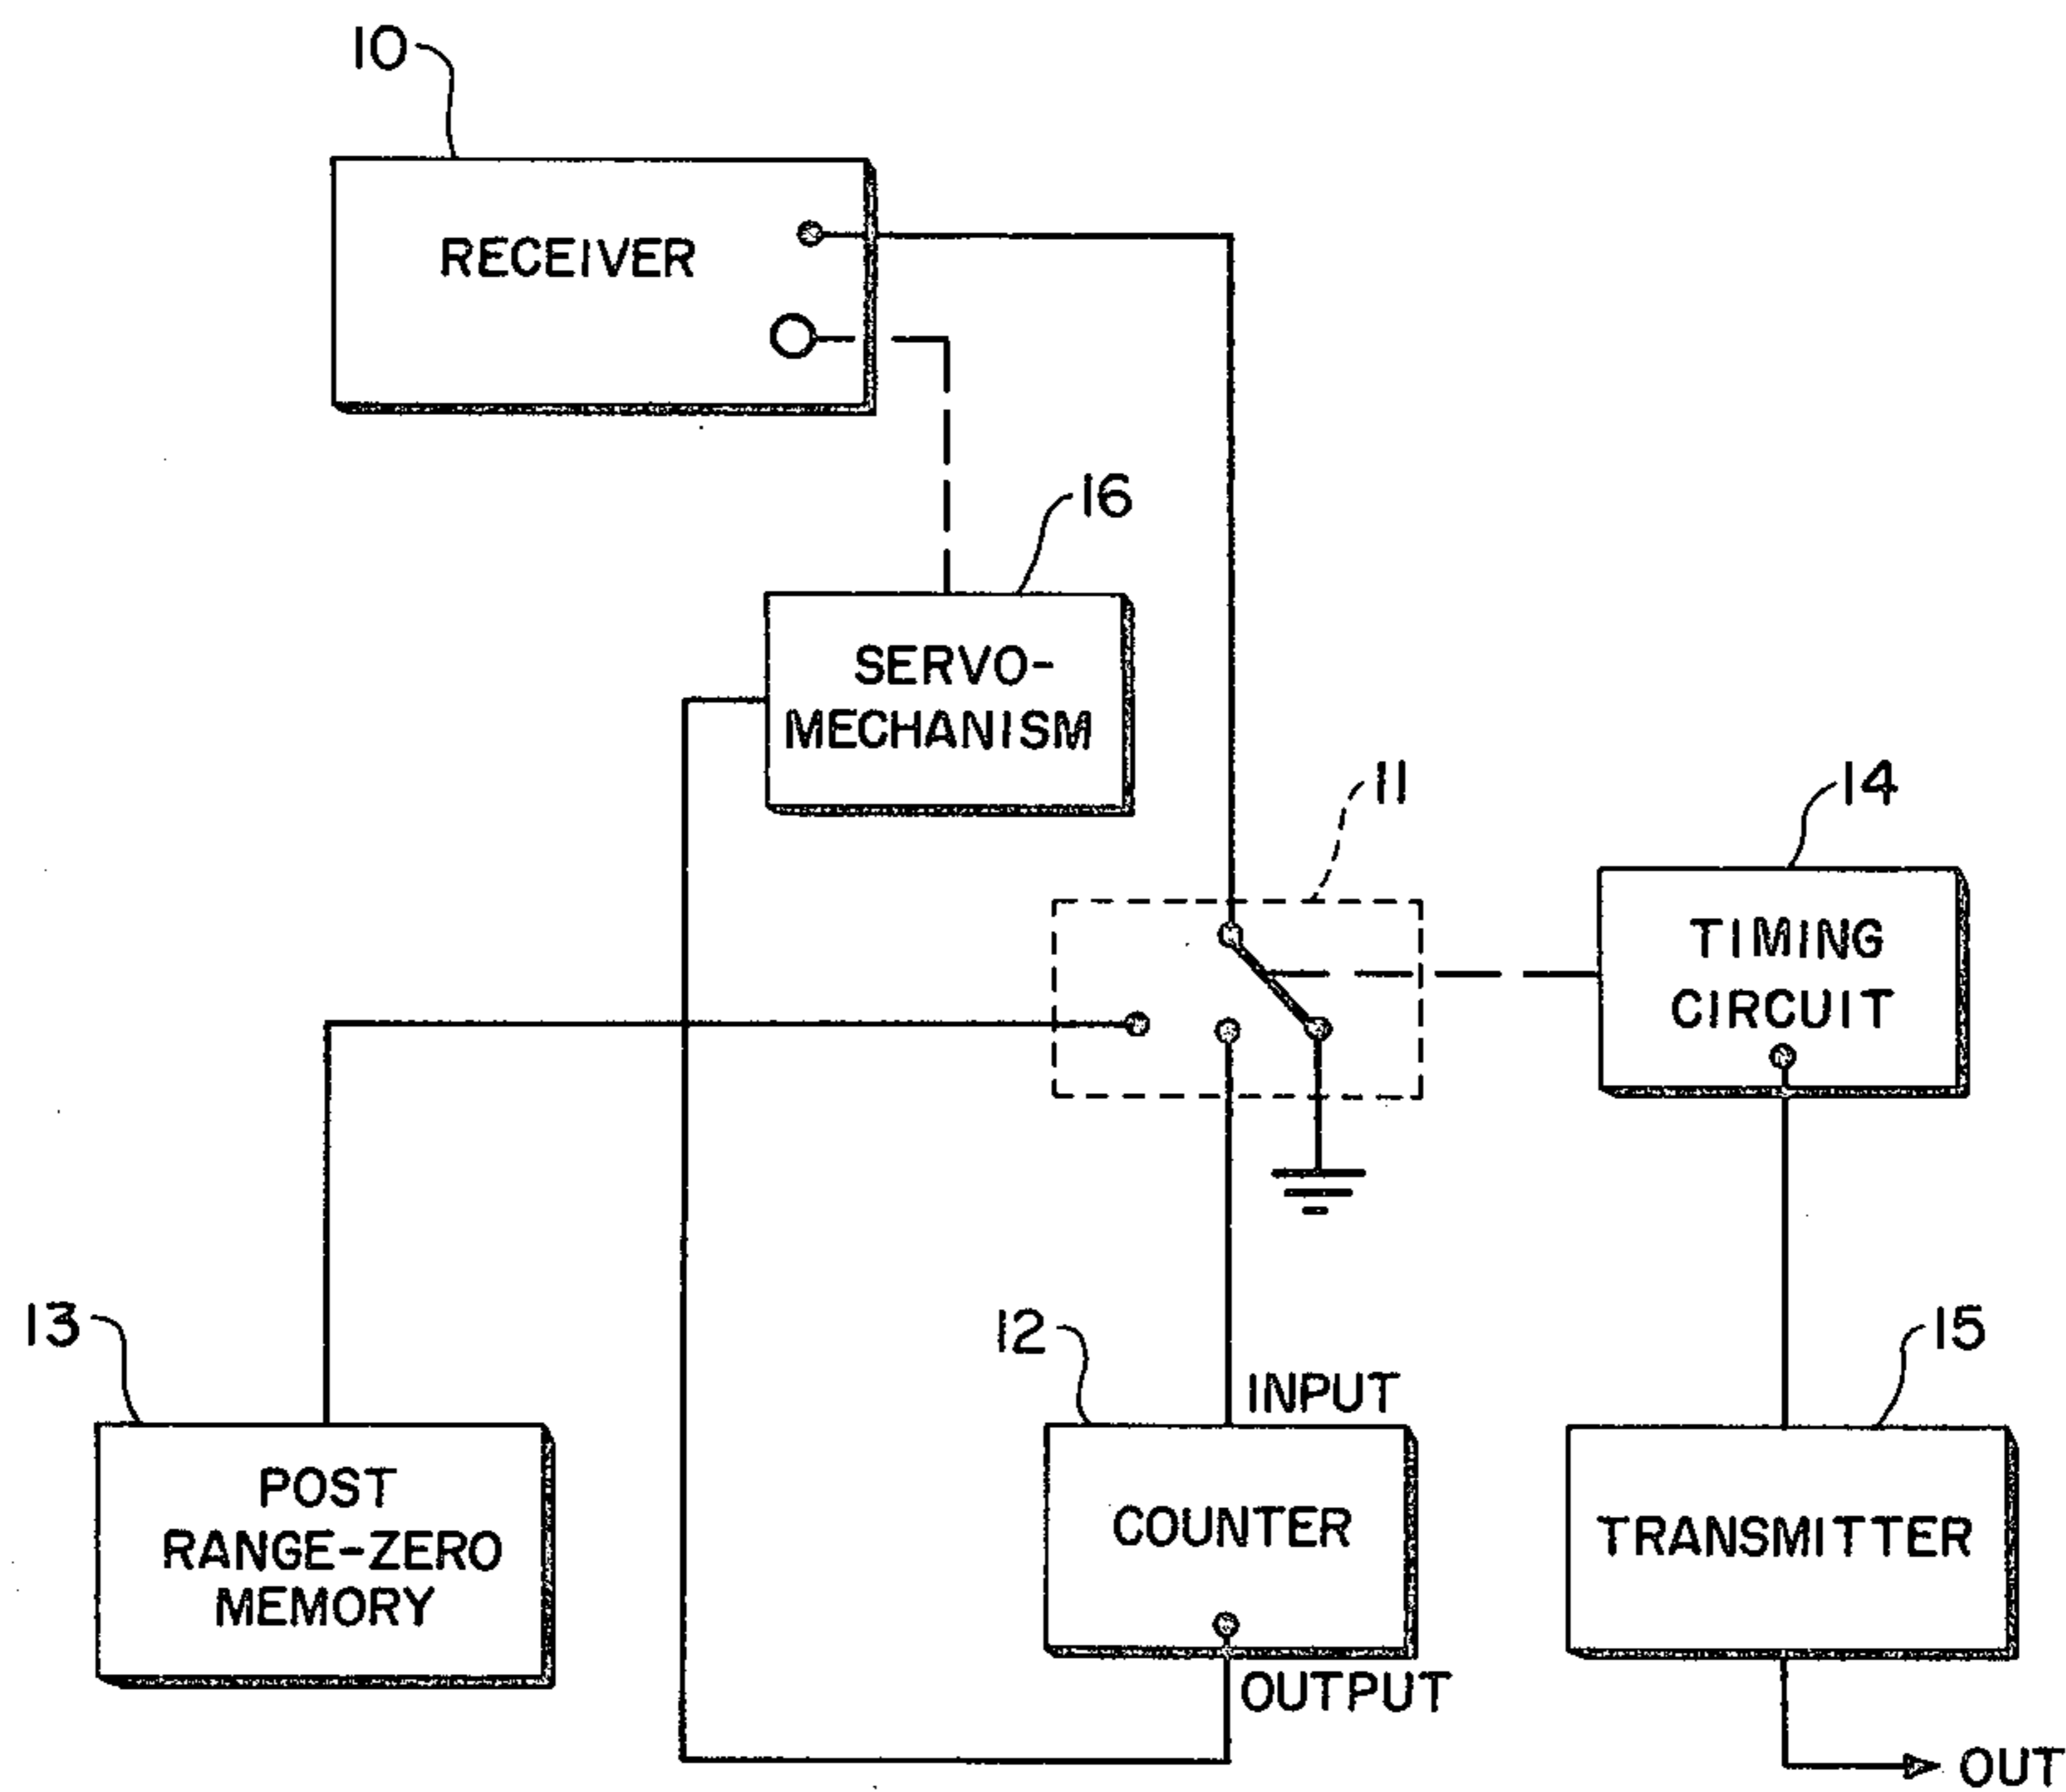 10
RECEIVER
16
SERVO-
MECHANISM
11
14
TIMING
CIRCUIT
13
POST
RANGE-ZERO
MEMORY
12
INPUT
COUNTER
OUTPUT
15
TRANSMITTER
OUT